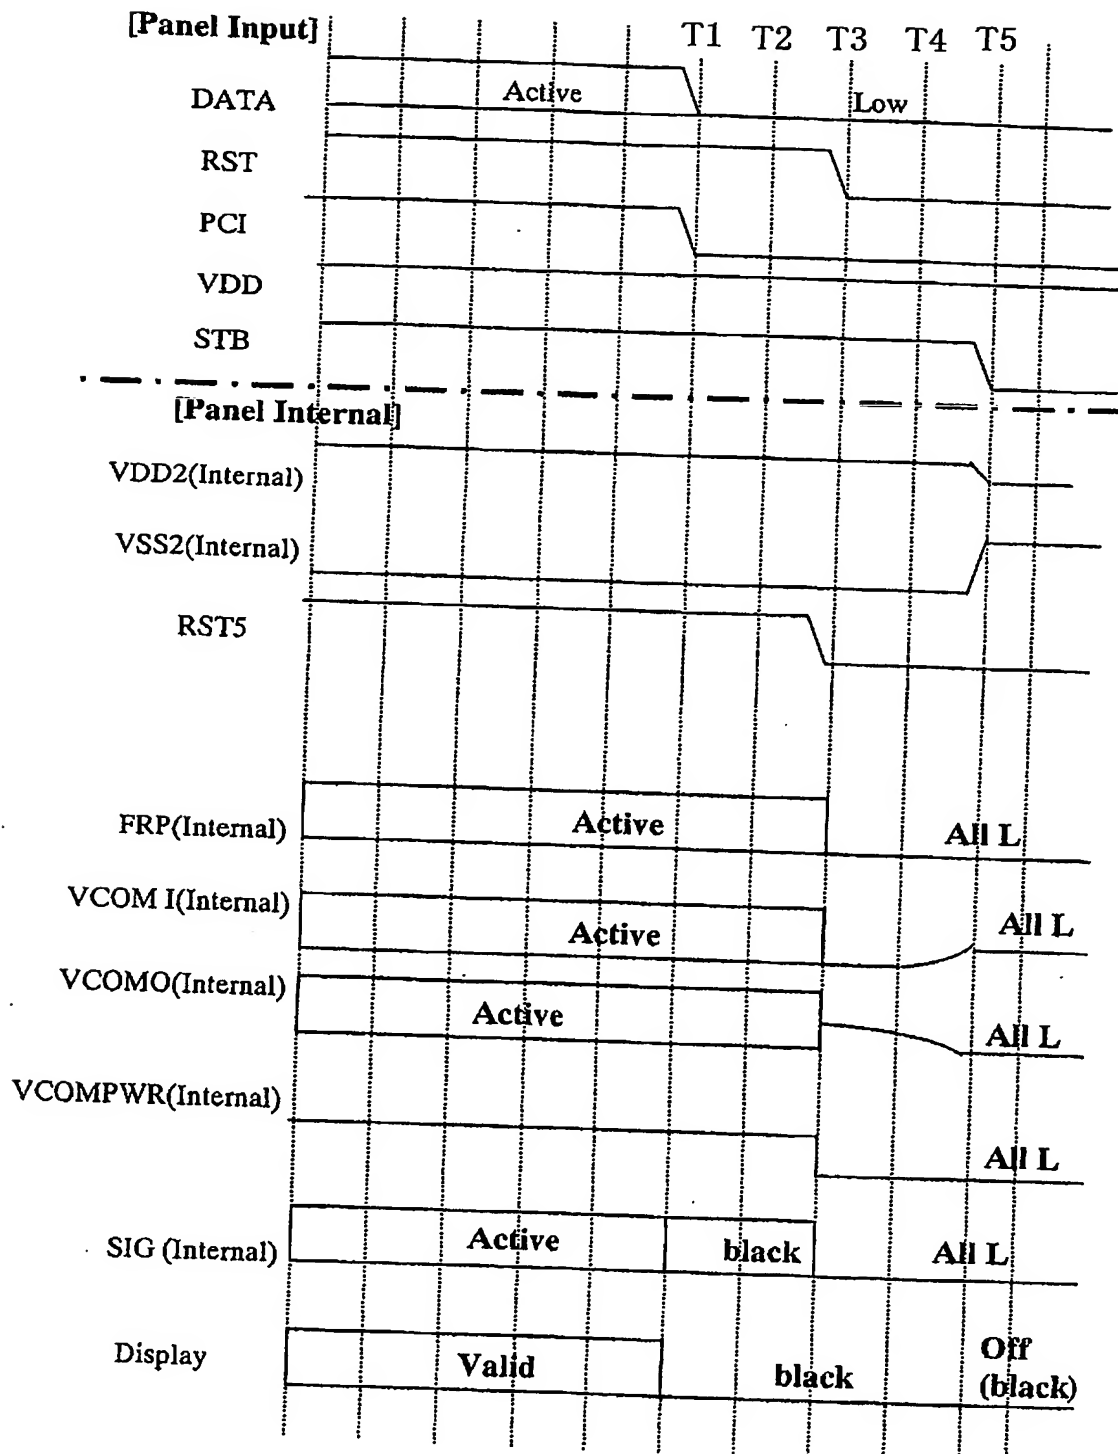 [Panel Input]
T1 T2 T3 T4 T5
DATA Active Low
RST
PCI
VDD
STB
[Panel Internal]
VDD2(Internal)
VSS2(Internal)
RST5
FRP(Internal) Active All L
VCOM I(Internal) Active All L
VCOMO(Internal) Active All L
VCOMPWR(Internal) All L
SIG (Internal) Active black All L
Display Valid black Off
(black)